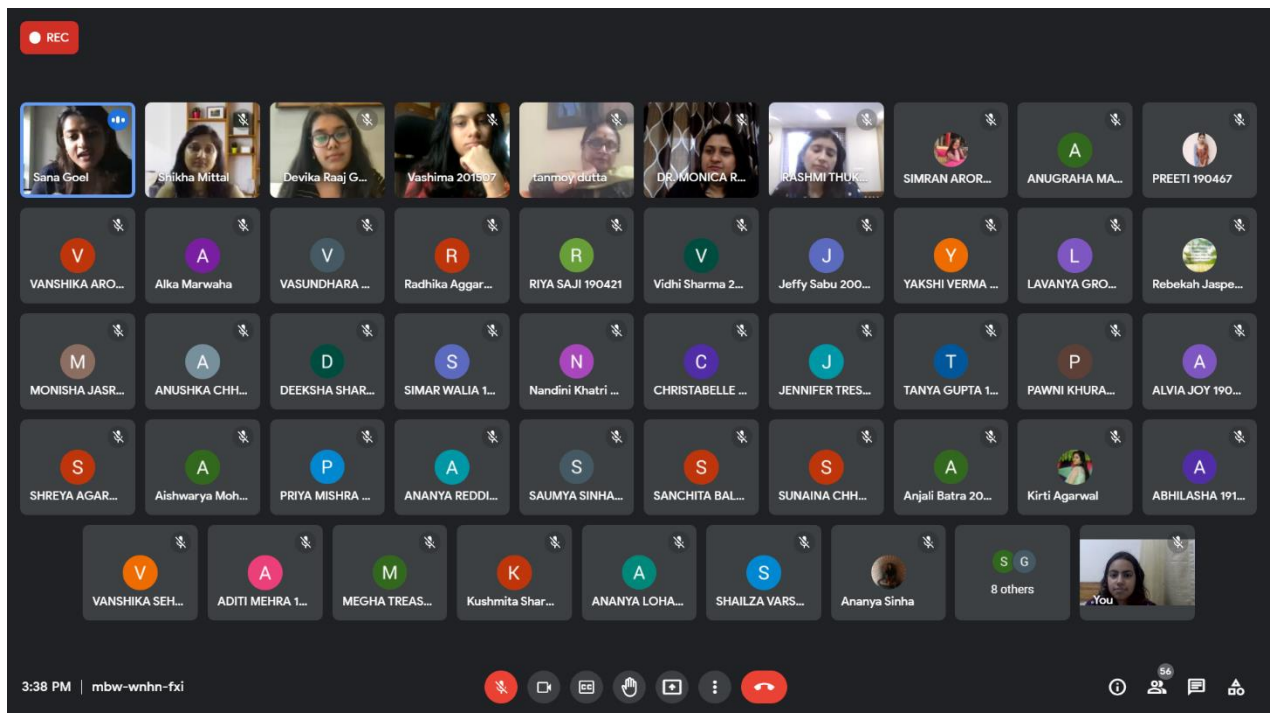 REC
Sana Goel
Shikha Mittal
Devika Raaj G...
Vashima 201507
tanmoy dutta
DR. MONICA R...
RASHMI THUK...
SIMRAN AROR...
A
ANUGRAHA MA...
PREETI 190467
V
VANSHIKA ARO...
A
Alka Marwaha
V
VASUNDHARA ...
R
Radhika Aggar...
R
RIYA SAJI 190421
V
Vidhi Sharma 2...
J
Jeffy Sabu 200...
Y
YAKSHI VERMA ...
L
LAVANYA GRO...
Rebekah Jaspe...
M
MONISHA JASR...
A
ANUSHKA CHH...
D
DEEKSHA SHAR...
S
SIMAR WALIA 1...
N
Nandini Khatri ...
C
CHRISTABELLE ...
J
JENNIFER TRES...
T
TANYA GUPTA 1...
P
PAWNI KHURA...
A
ALVIA JOY 190...
S
SHREYA AGAR...
A
Aishwarya Moh...
P
PRIYA MISHRA ...
A
ANANYA REDDI...
S
SAUMYA SINHA...
S
SANCHITA BAL...
S
SUNAINA CHH...
A
Anjali Batra 20...
Kirti Agarwal
A
ABHILASHA 191...
V
VANSHIKA SEH...
A
ADITI MEHRA 1...
M
MEGHA TREAS...
K
Kushmita Shar...
A
ANANYA LOHA...
S
SHAILZA VARS...
Ananya Sinha
S G
8 others
You
3:38 PM | mbw-wnhn-fxi
CC
56